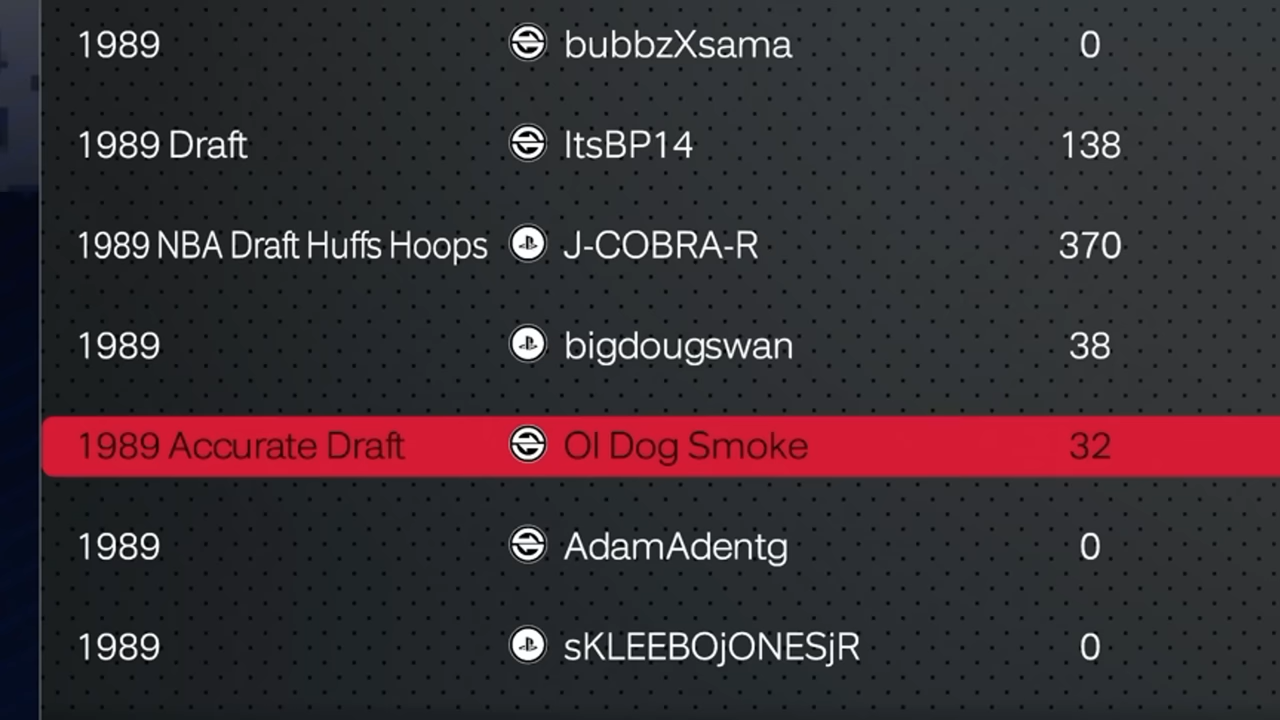 1989 bubbzXsama 0
1989 Draft ItsBP14 138
1989 NBA Draft Huffs Hoops J-COBRA-R 370
1989 bigdougswan 38
1989 Accurate Draft Ol Dog Smoke 32
1989 AdamAdentg 0
1989 sKLEEBOjONESjR 0